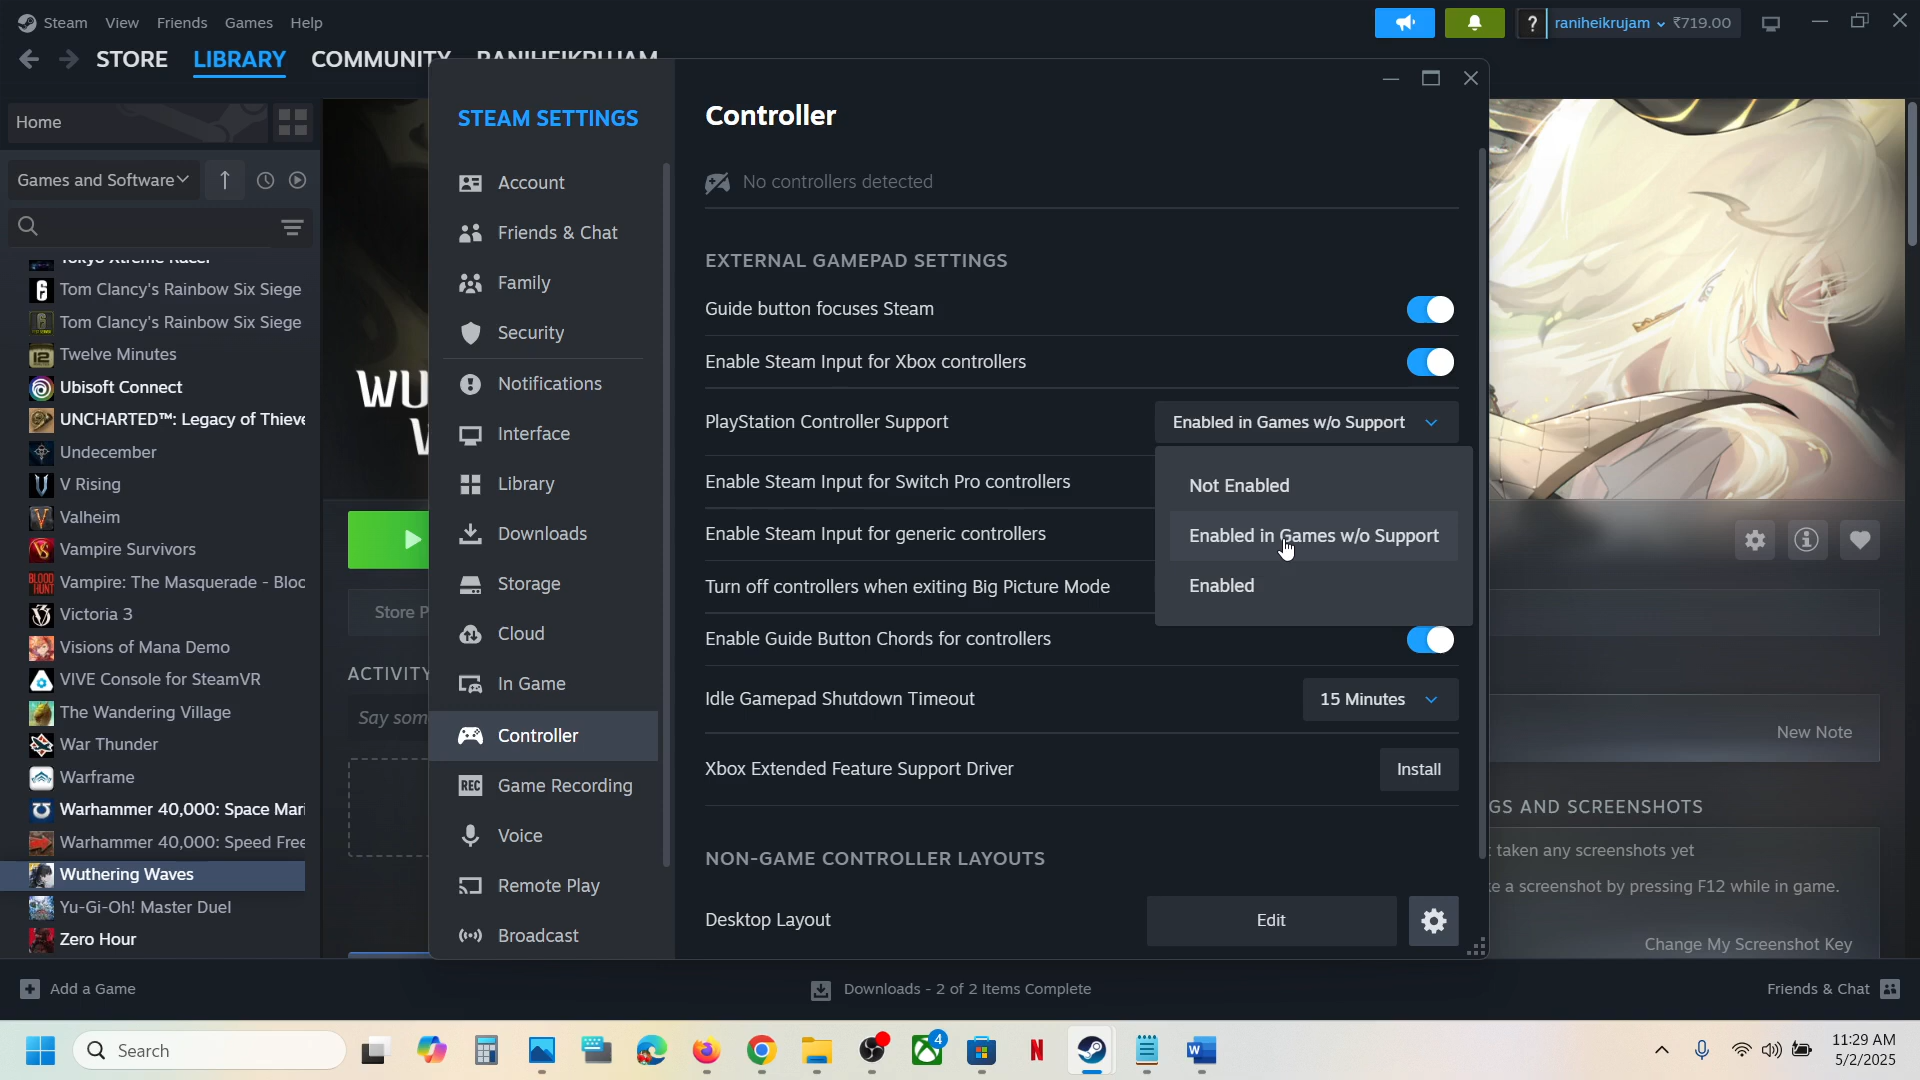 Steam View Friends Games Help
raniheikrujam ₹719.00
STORE LIBRARY COMMUNITY RANIHEIKRUJAM
Home
Games and Software
Tokyo Xtreme Racer
Tom Clancy's Rainbow Six Siege
Tom Clancy's Rainbow Six Siege
Twelve Minutes
Ubisoft Connect
UNCHARTED™: Legacy of Thieve
Undecember
V Rising
Valheim
Vampire Survivors
Vampire: The Masquerade - Bloo
Victoria 3
Visions of Mana Demo
VIVE Console for SteamVR
The Wandering Village
War Thunder
Warframe
Warhammer 40,000: Space Mari
Warhammer 40,000: Speed Free
Wuthering Waves
Yu-Gi-Oh! Master Duel
Zero Hour
WU
W
Store P
ACTIVITY
Say som
STEAM SETTINGS
Account
Friends & Chat
Family
Security
Notifications
Interface
Library
Downloads
Storage
Cloud
In Game
Controller
REC Game Recording
Voice
Remote Play
Broadcast
Controller
No controllers detected
EXTERNAL GAMEPAD SETTINGS
Guide button focuses Steam
Enable Steam Input for Xbox controllers
PlayStation Controller Support Enabled in Games w/o Support
Not Enabled
Enabled in Games w/o Support
Enabled
Enable Steam Input for Switch Pro controllers
Enable Steam Input for generic controllers
Turn off controllers when exiting Big Picture Mode
Enable Guide Button Chords for controllers
Idle Gamepad Shutdown Timeout 15 Minutes
Xbox Extended Feature Support Driver Install
NON-GAME CONTROLLER LAYOUTS
Desktop Layout Edit
New Note
GS AND SCREENSHOTS
taken any screenshots yet
e a screenshot by pressing F12 while in game.
Change My Screenshot Key
Add a Game
Downloads - 2 of 2 Items Complete
Friends & Chat
Search
4
11:29 AM
5/2/2025